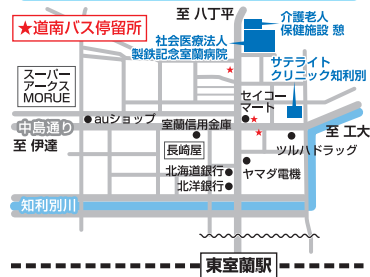 至 八丁平
★道南バス停留所
介護老人
保健施設 憩
社会医療法人
製鉄記念室蘭病院
サテライト
クリニック知利別
スーパー
アークス
MORUE
セイコー
マート
auショップ
室蘭信用金庫
中島通り
至 工大
至 伊達
長崎屋
ツルハドラッグ
北海道銀行
ヤマダ電機
北洋銀行
知利別川
東室蘭駅